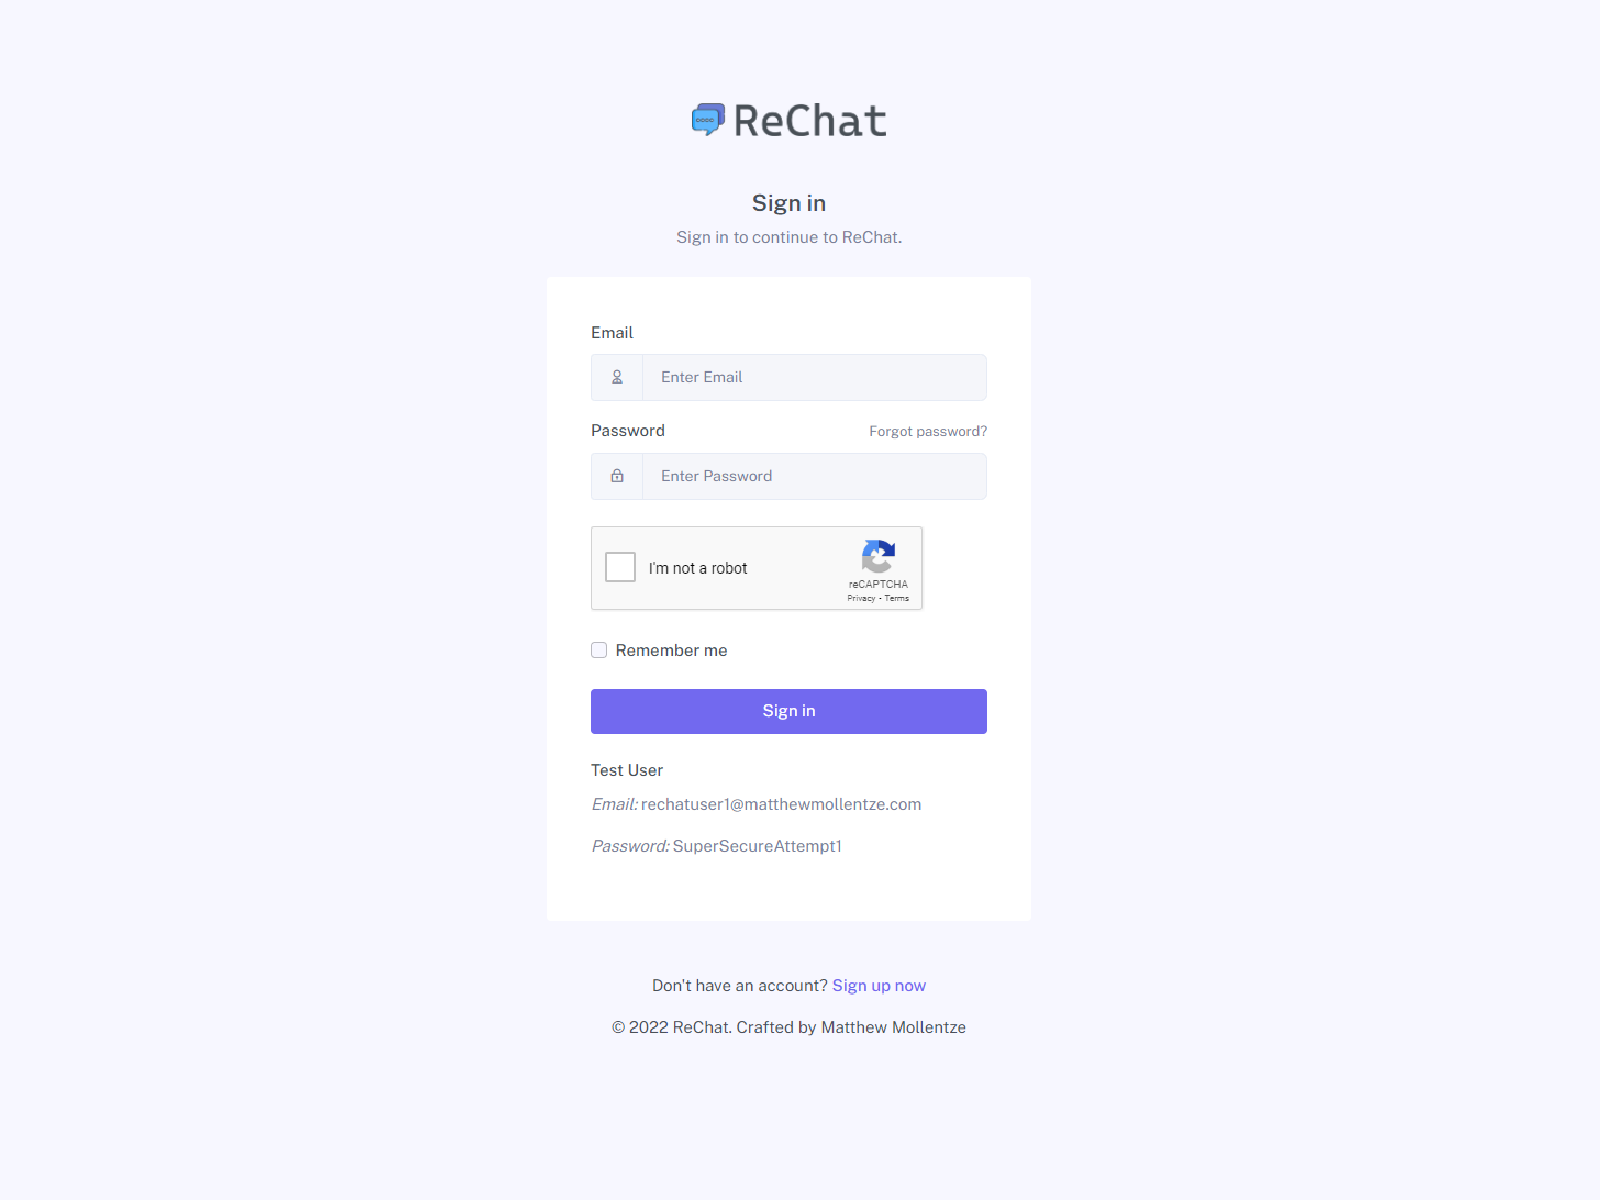 ReChat
Sign in
Sign in to continue to ReChat.
Email
Enter Email
Password
Forgot password?
Enter Password
I'm not a robot
reCAPTCHA
Privacy - Terms
Remember me
Sign in
Test User
Email: rechatuser1@matthewmollentze.com
Password: SuperSecureAttempt1
Don't have an account? Sign up now
© 2022 ReChat. Crafted by Matthew Mollentze